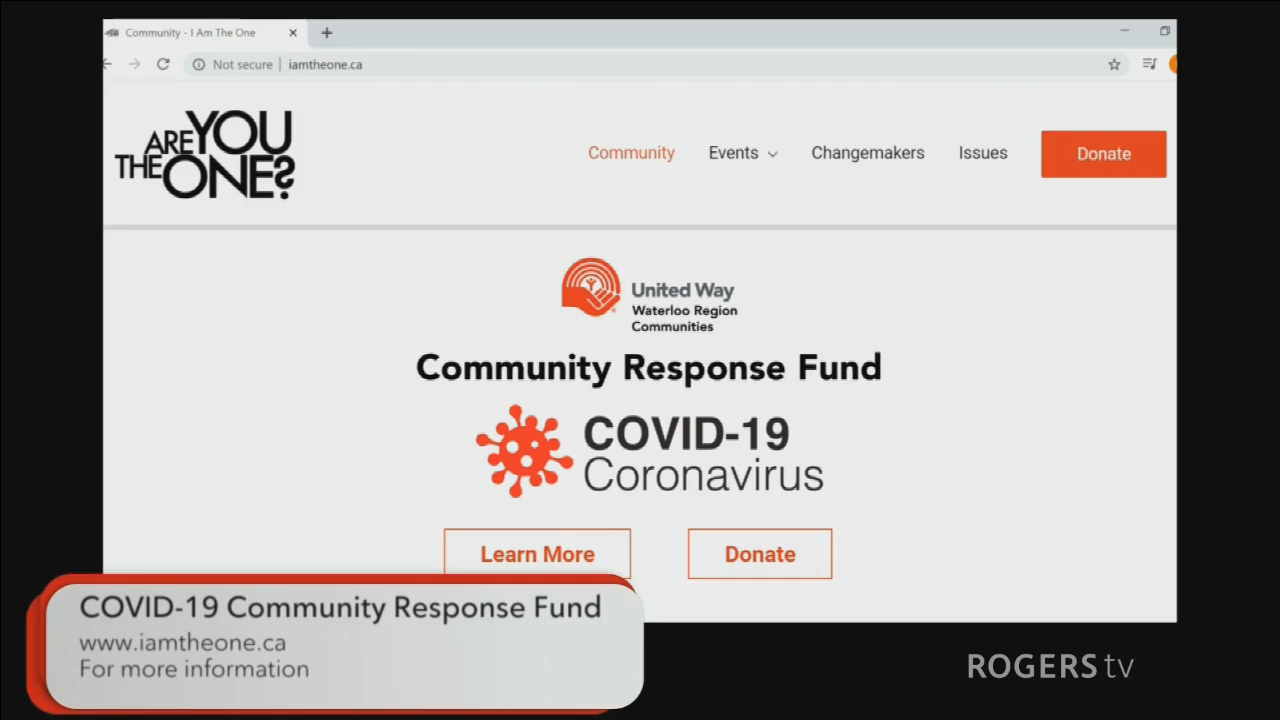 Community - I Am The One
Not secure | iamtheone.ca
ARE YOU
THE ONE?
Community Events Changemakers Issues Donate
United Way
Waterloo Region
Communities
Community Response Fund
COVID-19
Coronavirus
Learn More Donate
COVID-19 Community Response Fund
www.iamtheone.ca
For more information
ROGERS tv